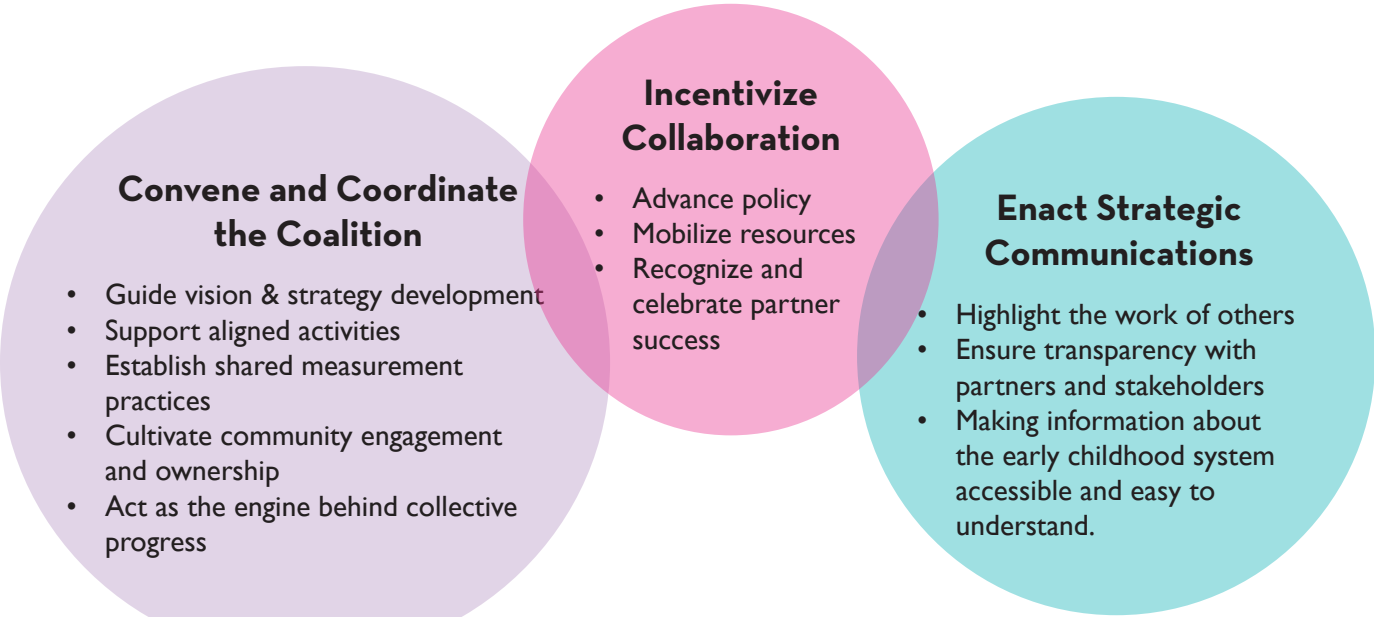 Convene and Coordinate
the Coalition
• Guide vision & strategy development
• Support aligned activities
• Establish shared measurement
practices
• Cultivate community engagement
and ownership
• Act as the engine behind collective
progress
Incentivize
Collaboration
• Advance policy
• Mobilize resources
• Recognize and
celebrate partner
success
Enact Strategic
Communications
• Highlight the work of others
• Ensure transparency with
partners and stakeholders
• Making information about
the early childhood system
accessible and easy to
understand.